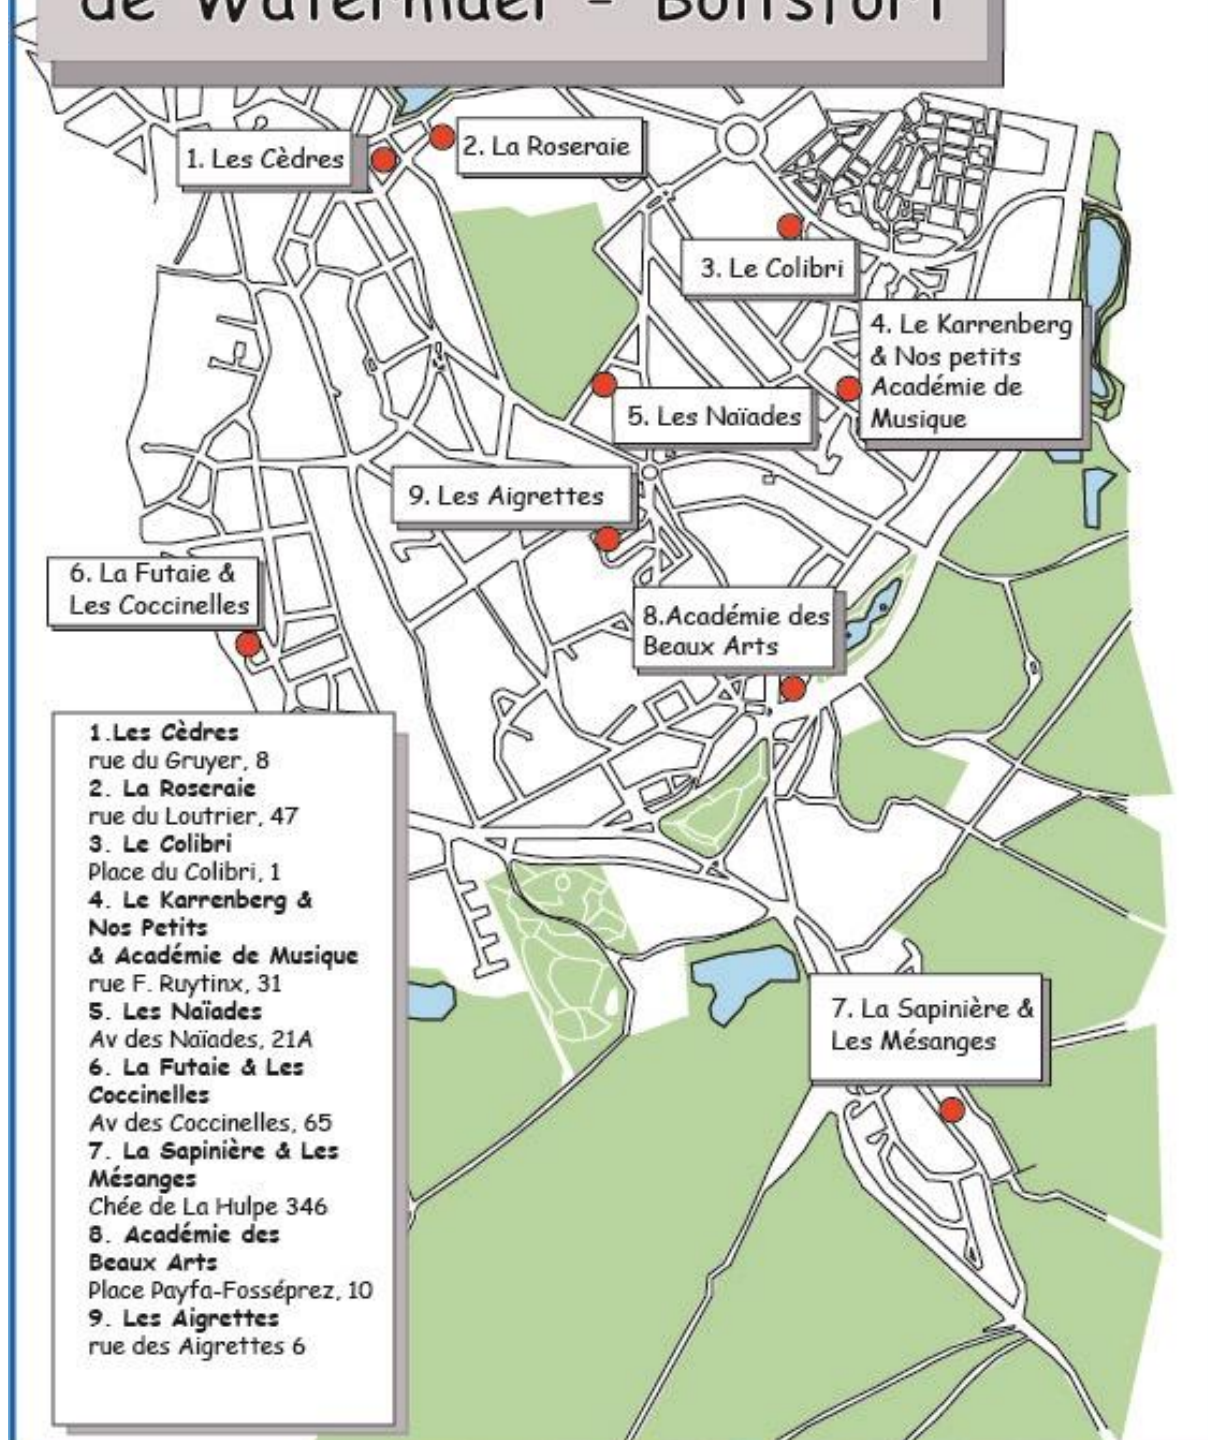 de Watermael - Boitsfort
1. Les Cèdres
2. La Roseraie
3. Le Colibri
4. Le Karrenberg
& Nos petits
Académie de
Musique
5. Les Naïades
9. Les Aigrettes
6. La Futaie &
Les Coccinelles
8.Académie des
Beaux Arts
7. La Sapinière &
Les Mésanges
1.Les Cèdres
rue du Gruyer, 8
2. La Roseraie
rue du Loutrier, 47
3. Le Colibri
Place du Colibri, 1
4. Le Karrenberg &
Nos Petits
& Académie de Musique
rue F. Ruytinx, 31
5. Les Naïades
Av des Naïades, 21A
6. La Futaie & Les
Coccinelles
Av des Coccinelles, 65
7. La Sapinière & Les
Mésanges
Chée de La Hulpe 346
8. Académie des
Beaux Arts
Place Payfa-Fosséprez, 10
9. Les Aigrettes
rue des Aigrettes 6